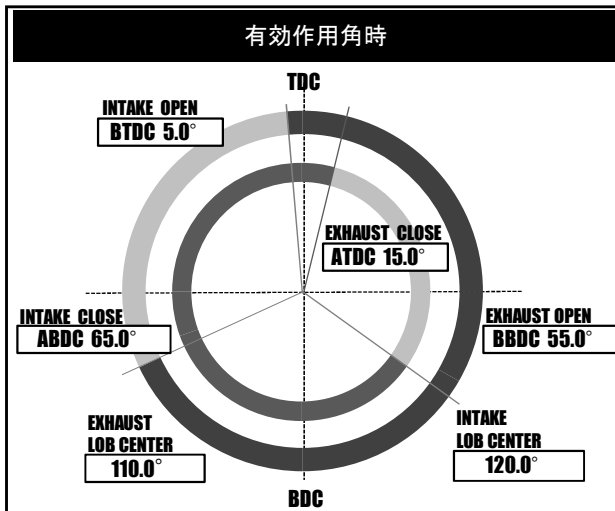 有効作用角時
TDC
INTAKE OPEN
BTDC 5.0°
EXHAUST CLOSE
ATDC 15.0°
INTAKE CLOSE
ABDC 65.0°
EXHAUST OPEN
BBDC 55.0°
EXHAUST
LOB CENTER
110.0°
INTAKE
LOB CENTER
120.0°
BDC